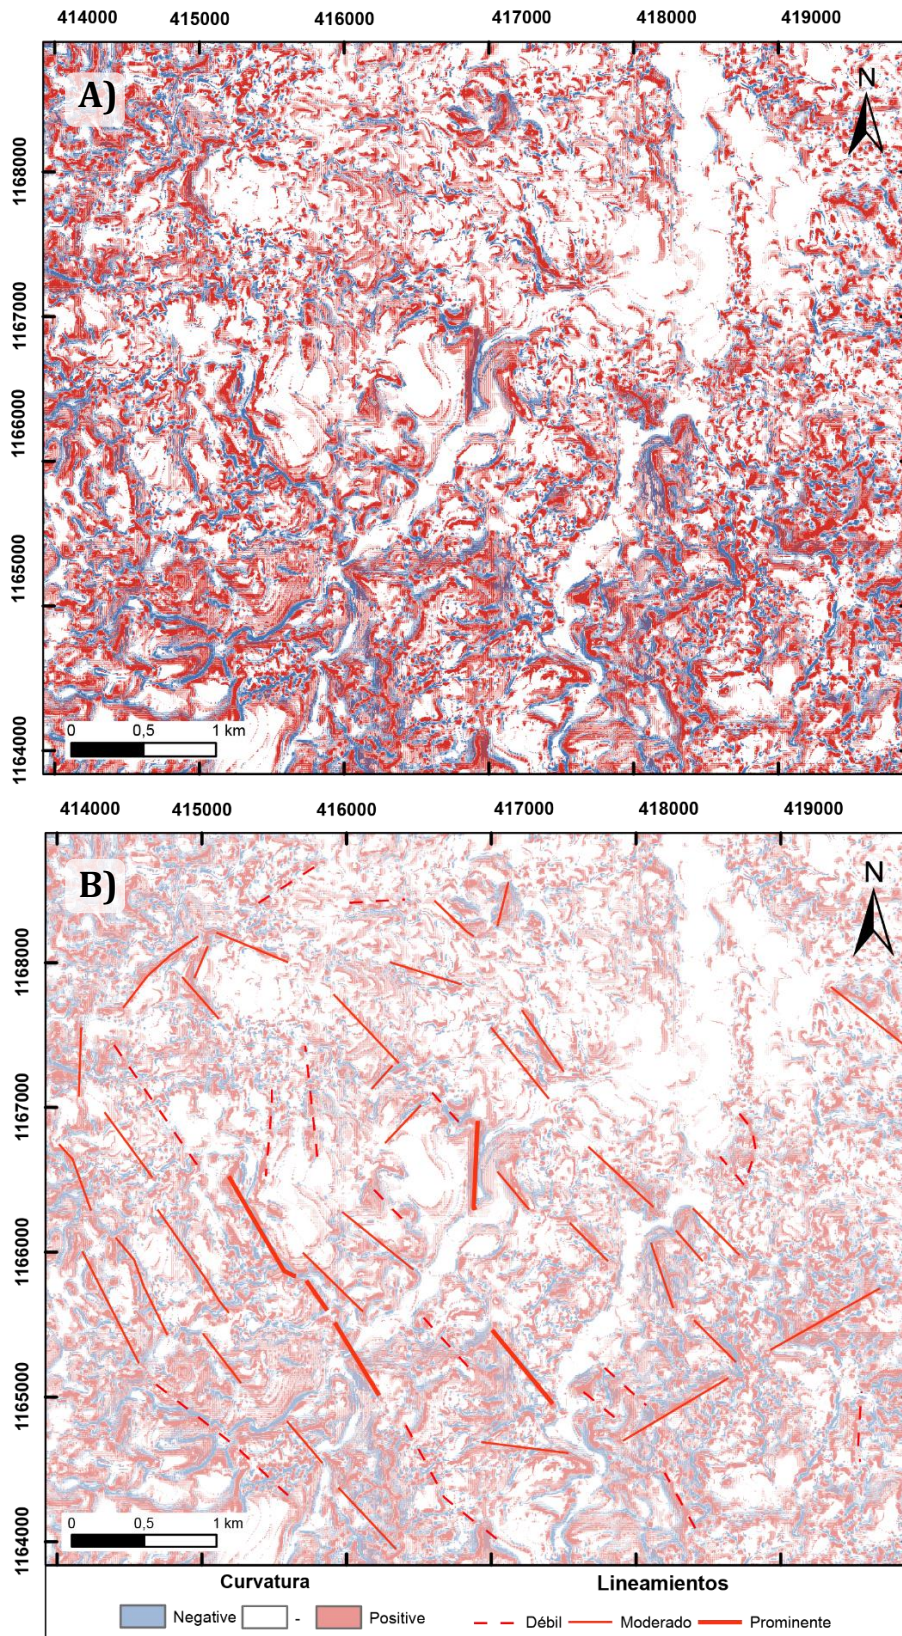 414000 415000 416000 417000 418000 419000
A)
N
1168000
1167000
1166000
1165000
1164000
0 0,5 1 km
414000 415000 416000 417000 418000 419000
B)
N
1168000
1167000
1166000
1165000
1164000
0 0,5 1 km
Curvatura Lineamientos
Negative - Positive Débil Moderado Prominente